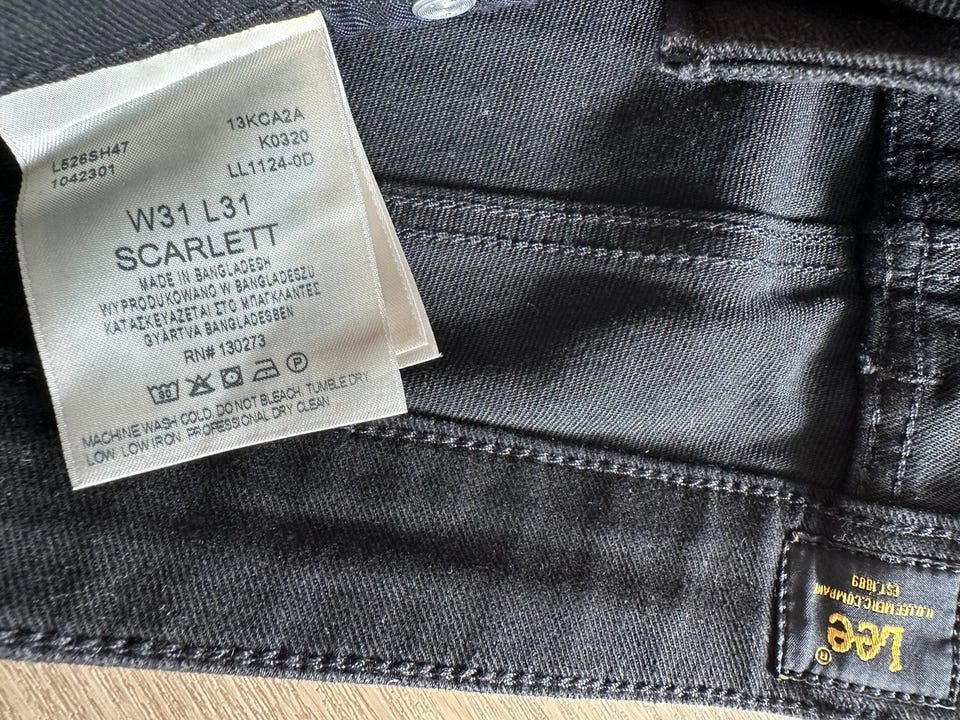 13KCA2A
L526SH47 K0320
1042301 LL1124-0D
W31 L31
SCARLETT
MADE IN BANGLADESH
WYPRODUKOWANO W BANGLADESZU
ΚΑΤΑΣΚΕΥΑΖΕΤΑΙ ΣΤΟ ΜΠΑΓΚΛΑΝΤΕΣ
GYÁRTVA BANGLADESBEN
RN# 130273
30 P
MACHINE WASH COLD, DO NOT BLEACH, TUMBLE DRY
LOW LOW IRON, PROFESSIONAL DRY CLEAN
Lee®
H.D.LEE MERC.COMPANY
EST.1889